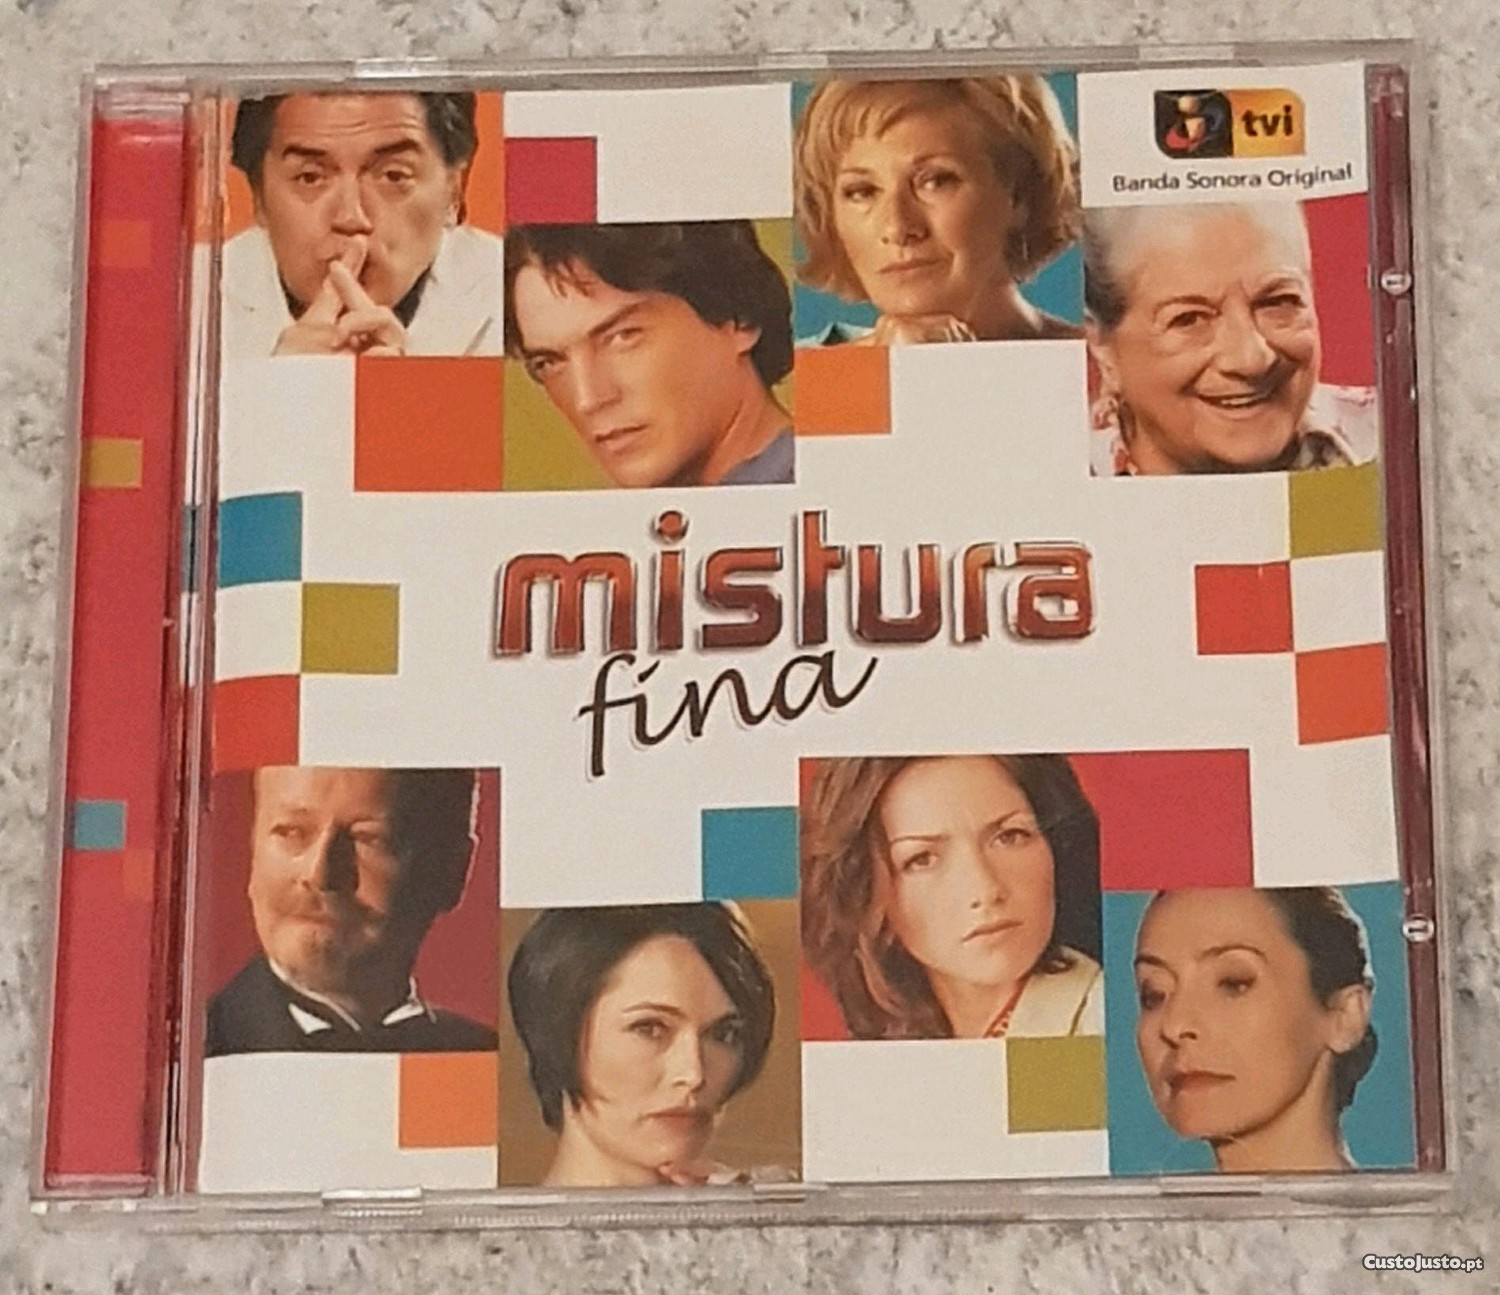 tvi
Banda Sonora Original
mistura
fina
CustoJusto.pt